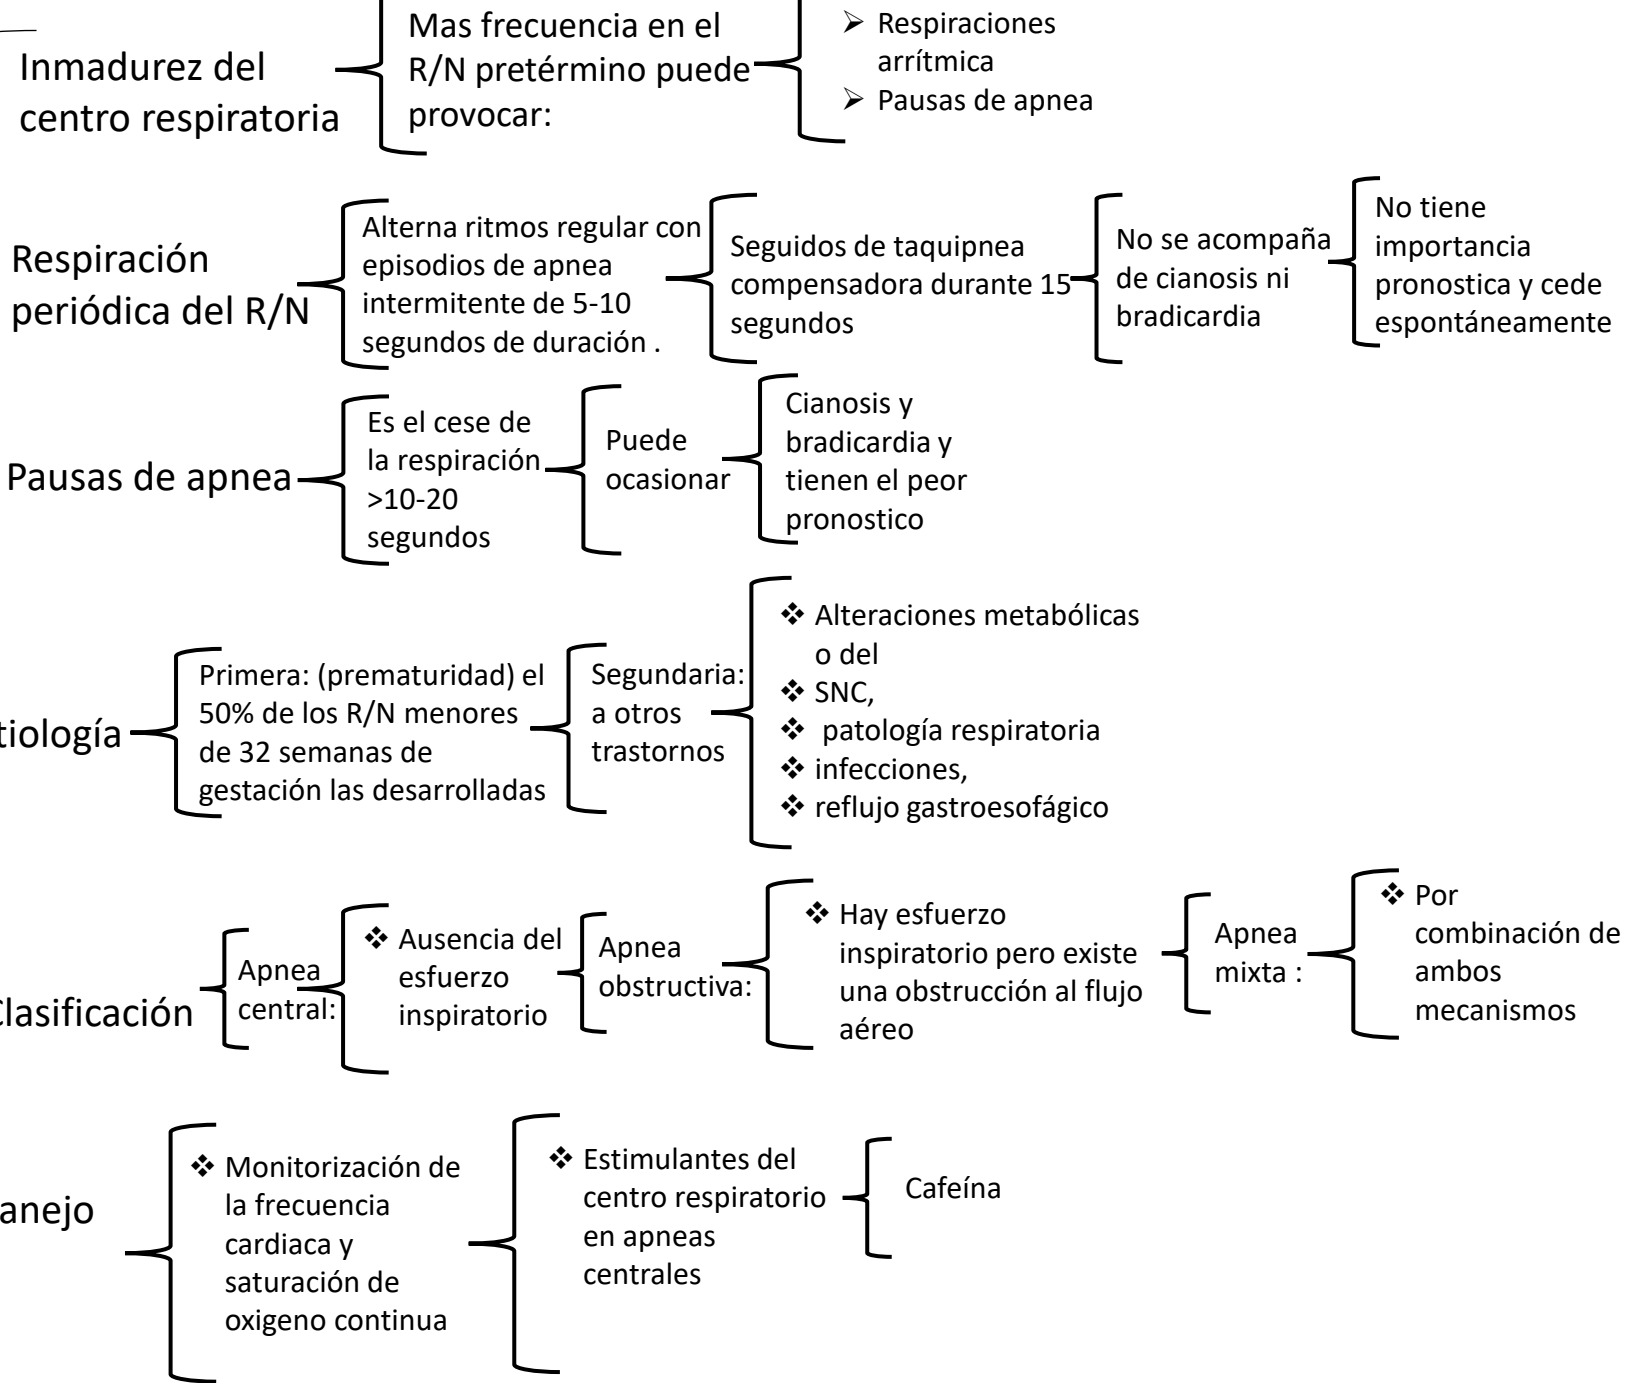 Inmadurez del
centro respiratoria
Mas frecuencia en el
R/N pretérmino puede
provocar:
➢ Respiraciones
arrítmica
➢ Pausas de apnea
Respiración
periódica del R/N
Alterna ritmos regular con
episodios de apnea
intermitente de 5-10
segundos de duración .
Seguidos de taquipnea
compensadora durante 15
segundos
No se acompaña
de cianosis ni
bradicardia
No tiene
importancia
pronostica y cede
espontáneamente
Pausas de apnea
Es el cese de
la respiración
>10-20
segundos
Puede
ocasionar
Cianosis y
bradicardia y
tienen el peor
pronostico
tiología
Primera: (prematuridad) el
50% de los R/N menores
de 32 semanas de
gestación las desarrolladas
Segundaria:
a otros
trastornos
❖ Alteraciones metabólicas
o del
❖ SNC,
❖ patología respiratoria
❖ infecciones,
❖ reflujo gastroesofágico
Clasificación
Apnea
central:
❖ Ausencia del
esfuerzo
inspiratorio
Apnea
obstructiva:
❖ Hay esfuerzo
inspiratorio pero existe
una obstrucción al flujo
aéreo
Apnea
mixta :
❖ Por
combinación de
ambos
mecanismos
anejo
❖ Monitorización de
la frecuencia
cardiaca y
saturación de
oxigeno continua
❖ Estimulantes del
centro respiratorio
en apneas
centrales
Cafeína